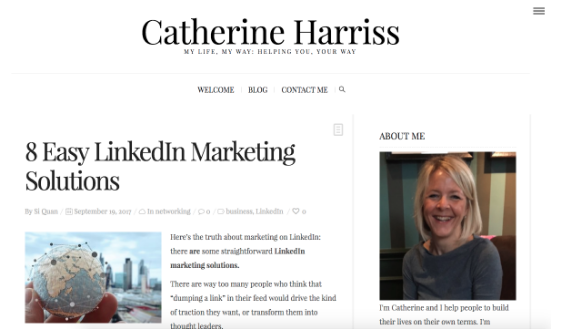 Catherine Harriss
MY LIFE, MY WAY: HELPING YOU, YOUR WAY
WELCOME
BLOG
CONTACT ME
8 Easy LinkedIn Marketing
Solutions
By Si Quan / September 19, 2017 / In networking / 0 / business, LinkedIn / 0
Here's the truth about marketing on LinkedIn:
there are some straightforward LinkedIn
marketing solutions.
There are way too many people who think that
"dumping a link" in their feed would drive the kind
of traction they want, or transform them into
thought leaders.
ABOUT ME
I'm Catherine and I help people to build
their lives on their own terms. I'm